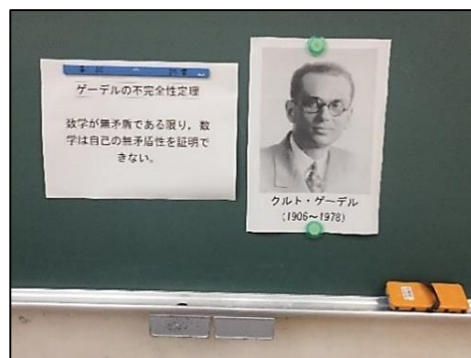 ゲーデルの不完全性定理
数学が無矛盾である限り，数
学は自己の無矛盾性を証明で
きない。
クルト・ゲーデル
(1906～1978)